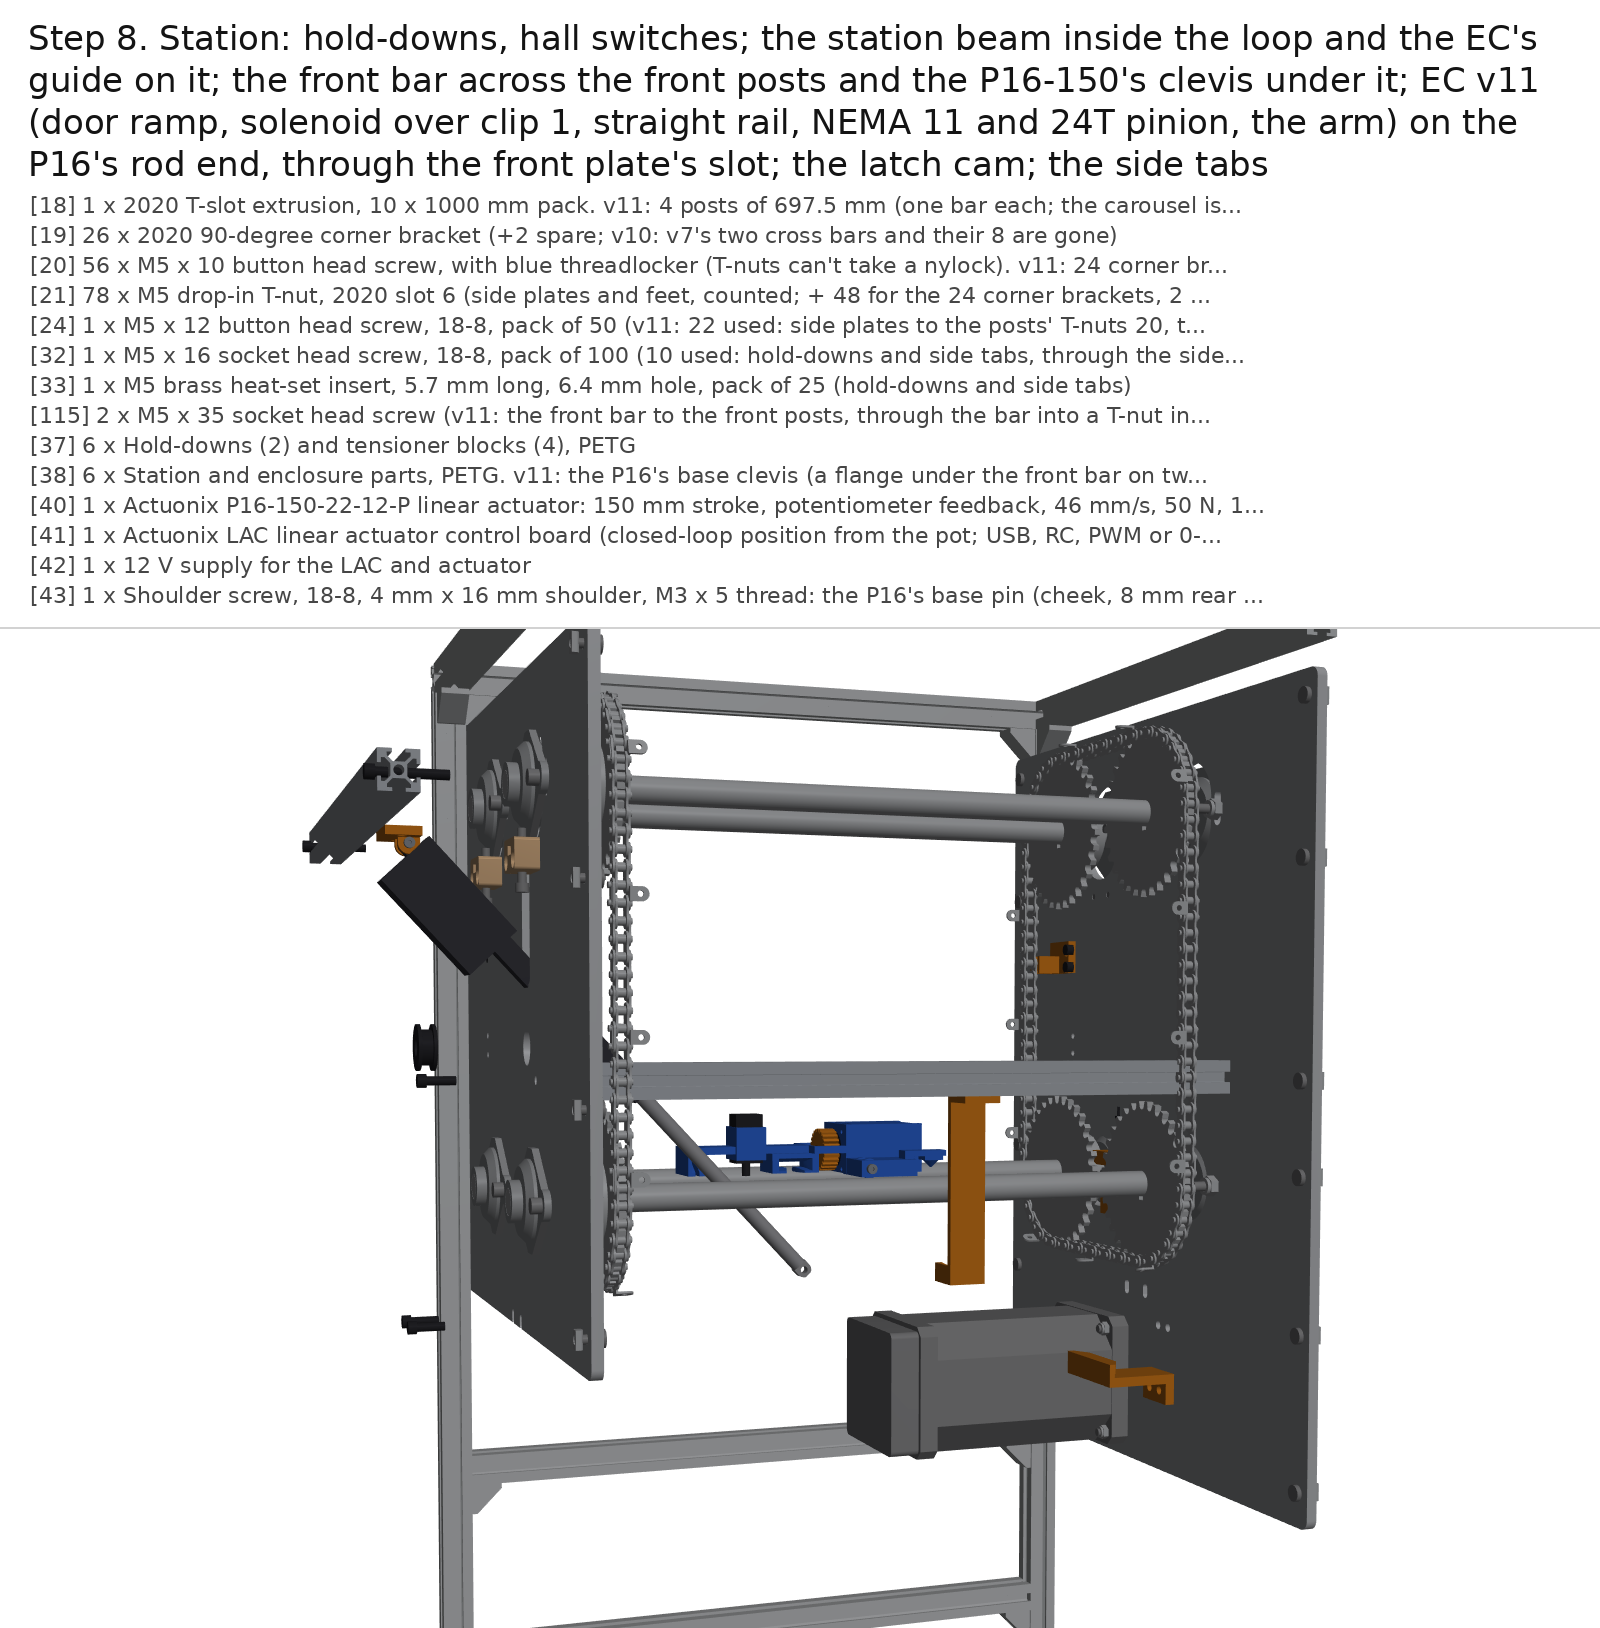 Step 8. Station: hold-downs, hall switches; the station beam inside the loop and the EC's
guide on it; the front bar across the front posts and the P16-150's clevis under it; EC v11
(door ramp, solenoid over clip 1, straight rail, NEMA 11 and 24T pinion, the arm) on the
P16's rod end, through the front plate's slot; the latch cam; the side tabs
[18] 1 x 2020 T-slot extrusion, 10 x 1000 mm pack. v11: 4 posts of 697.5 mm (one bar each; the carousel is...
[19] 26 x 2020 90-degree corner bracket (+2 spare; v10: v7's two cross bars and their 8 are gone)
[20] 56 x M5 x 10 button head screw, with blue threadlocker (T-nuts can't take a nylock). v11: 24 corner br...
[21] 78 x M5 drop-in T-nut, 2020 slot 6 (side plates and feet, counted; + 48 for the 24 corner brackets, 2 ...
[24] 1 x M5 x 12 button head screw, 18-8, pack of 50 (v11: 22 used: side plates to the posts' T-nuts 20, t...
[32] 1 x M5 x 16 socket head screw, 18-8, pack of 100 (10 used: hold-downs and side tabs, through the side...
[33] 1 x M5 brass heat-set insert, 5.7 mm long, 6.4 mm hole, pack of 25 (hold-downs and side tabs)
[115] 2 x M5 x 35 socket head screw (v11: the front bar to the front posts, through the bar into a T-nut in...
[37] 6 x Hold-downs (2) and tensioner blocks (4), PETG
[38] 6 x Station and enclosure parts, PETG. v11: the P16's base clevis (a flange under the front bar on tw...
[40] 1 x Actuonix P16-150-22-12-P linear actuator: 150 mm stroke, potentiometer feedback, 46 mm/s, 50 N, 1...
[41] 1 x Actuonix LAC linear actuator control board (closed-loop position from the pot; USB, RC, PWM or 0-...
[42] 1 x 12 V supply for the LAC and actuator
[43] 1 x Shoulder screw, 18-8, 4 mm x 16 mm shoulder, M3 x 5 thread: the P16's base pin (cheek, 8 mm rear ...